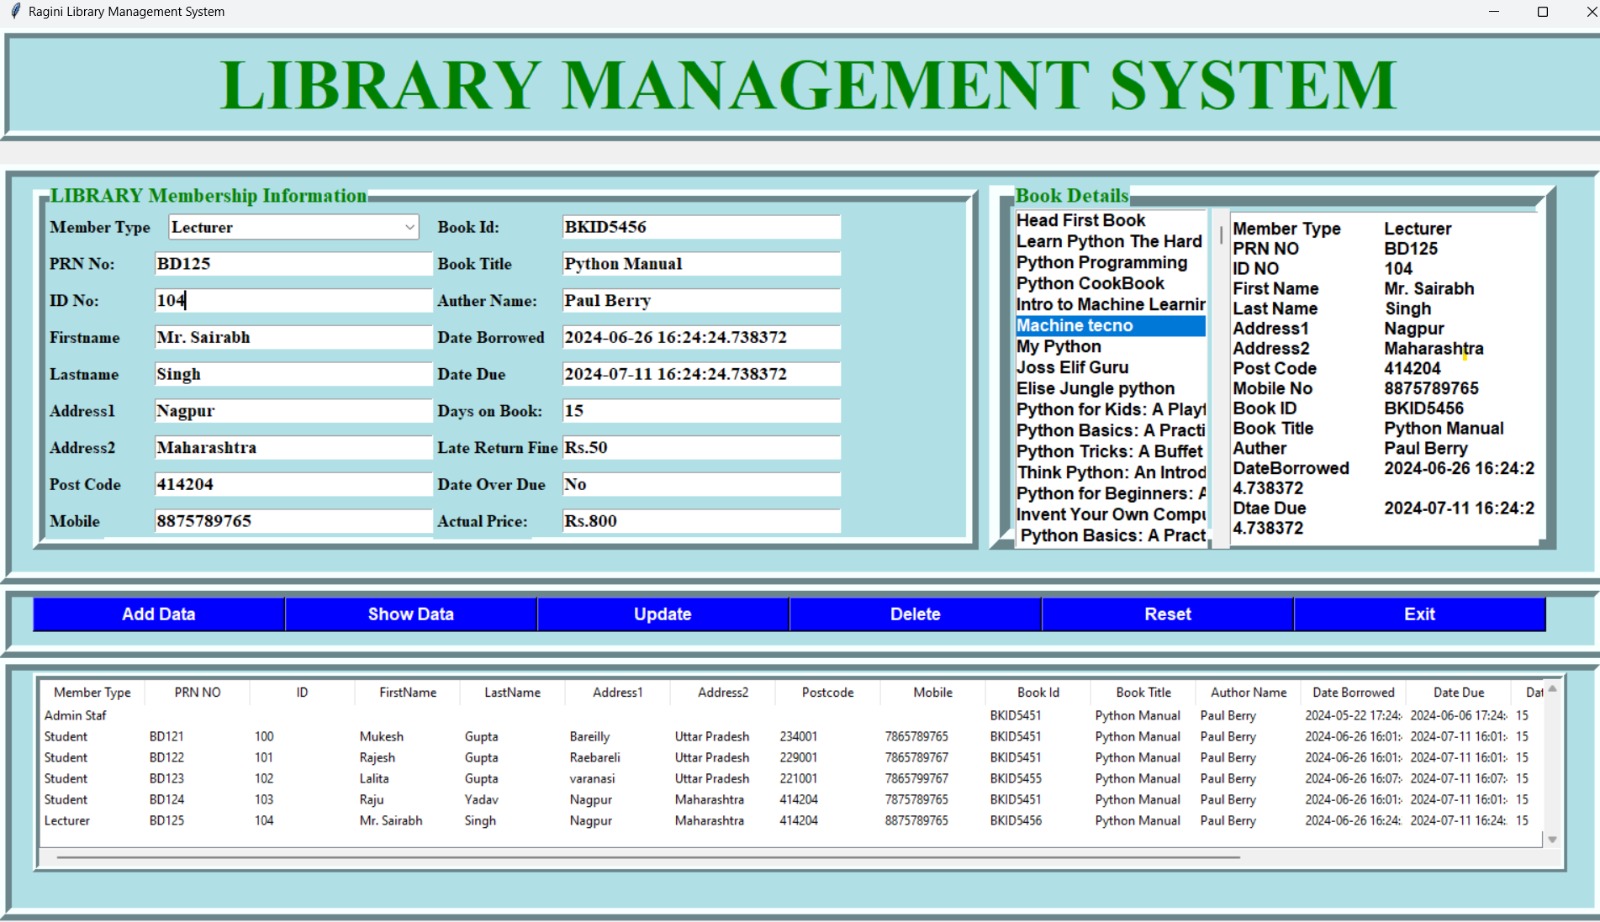 Ragini Library Management System
LIBRARY MANAGEMENT SYSTEM
LIBRARY Membership Information
Member Type Lecturer Book Id: BKID5456
PRN No: BD125 Book Title Python Manual
ID No: 104 Auther Name: Paul Berry
Firstname Mr. Sairabh Date Borrowed 2024-06-26 16:24:24.738372
Lastname Singh Date Due 2024-07-11 16:24:24.738372
Address1 Nagpur Days on Book: 15
Address2 Maharashtra Late Return Fine Rs.50
Post Code 414204 Date Over Due No
Mobile 8875789765 Actual Price: Rs.800
Book Details
Head First Book
Learn Python The Hard
Python Programming
Python CookBook
Intro to Machine Learnin
Machine tecno
My Python
Joss Elif Guru
Elise Jungle python
Python for Kids: A Playf
Python Basics: A Practi
Python Tricks: A Buffet
Think Python: An Introd
Python for Beginners: A
Invent Your Own Compu
Python Basics: A Pract
Member Type Lecturer
PRN NO BD125
ID NO 104
First Name Mr. Sairabh
Last Name Singh
Address1 Nagpur
Address2 Maharashtra
Post Code 414204
Mobile No 8875789765
Book ID BKID5456
Book Title Python Manual
Auther Paul Berry
DateBorrowed 2024-06-26 16:24:2
4.738372
Dtae Due 2024-07-11 16:24:2
4.738372
Add Data Show Data Update Delete Reset Exit
Member Type PRN NO ID FirstName LastName Address1 Address2 Postcode Mobile Book Id Book Title Author Name Date Borrowed Date Due Dat
Admin Staf BKID5451 Python Manual Paul Berry 2024-05-22 17:24: 2024-06-06 17:24: 15
Student BD121 100 Mukesh Gupta Bareilly Uttar Pradesh 234001 7865789765 BKID5451 Python Manual Paul Berry 2024-06-26 16:01: 2024-07-11 16:01: 15
Student BD122 101 Rajesh Gupta Raebareli Uttar Pradesh 229001 7865789767 BKID5451 Python Manual Paul Berry 2024-06-26 16:01: 2024-07-11 16:01: 15
Student BD123 102 Lalita Gupta varanasi Uttar Pradesh 221001 7865799767 BKID5455 Python Manual Paul Berry 2024-06-26 16:07: 2024-07-11 16:07: 15
Student BD124 103 Raju Yadav Nagpur Maharashtra 414204 7875789765 BKID5451 Python Manual Paul Berry 2024-06-26 16:01: 2024-07-11 16:01: 15
Lecturer BD125 104 Mr. Sairabh Singh Nagpur Maharashtra 414204 8875789765 BKID5456 Python Manual Paul Berry 2024-06-26 16:24: 2024-07-11 16:24: 15